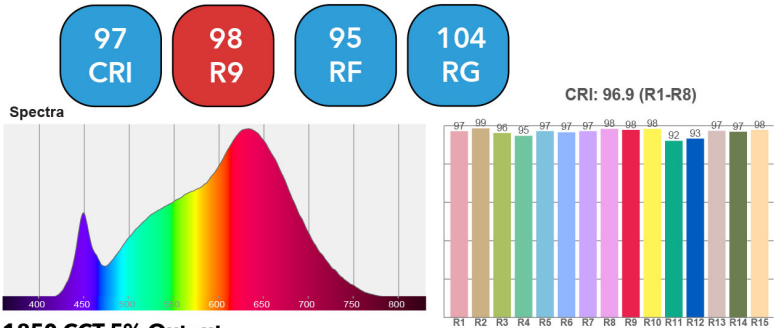 97 CRI
98 R9
95 RF
104 RG
CRI: 96.9 (R1-R8)
Spectra
97 99 96 95 97 97 97 98 98 98 92 93 97 97 98
400 450 500 550 600 650 700 750 800
R1 R2 R3 R4 R5 R6 R7 R8 R9 R10 R11 R12 R13 R14 R15